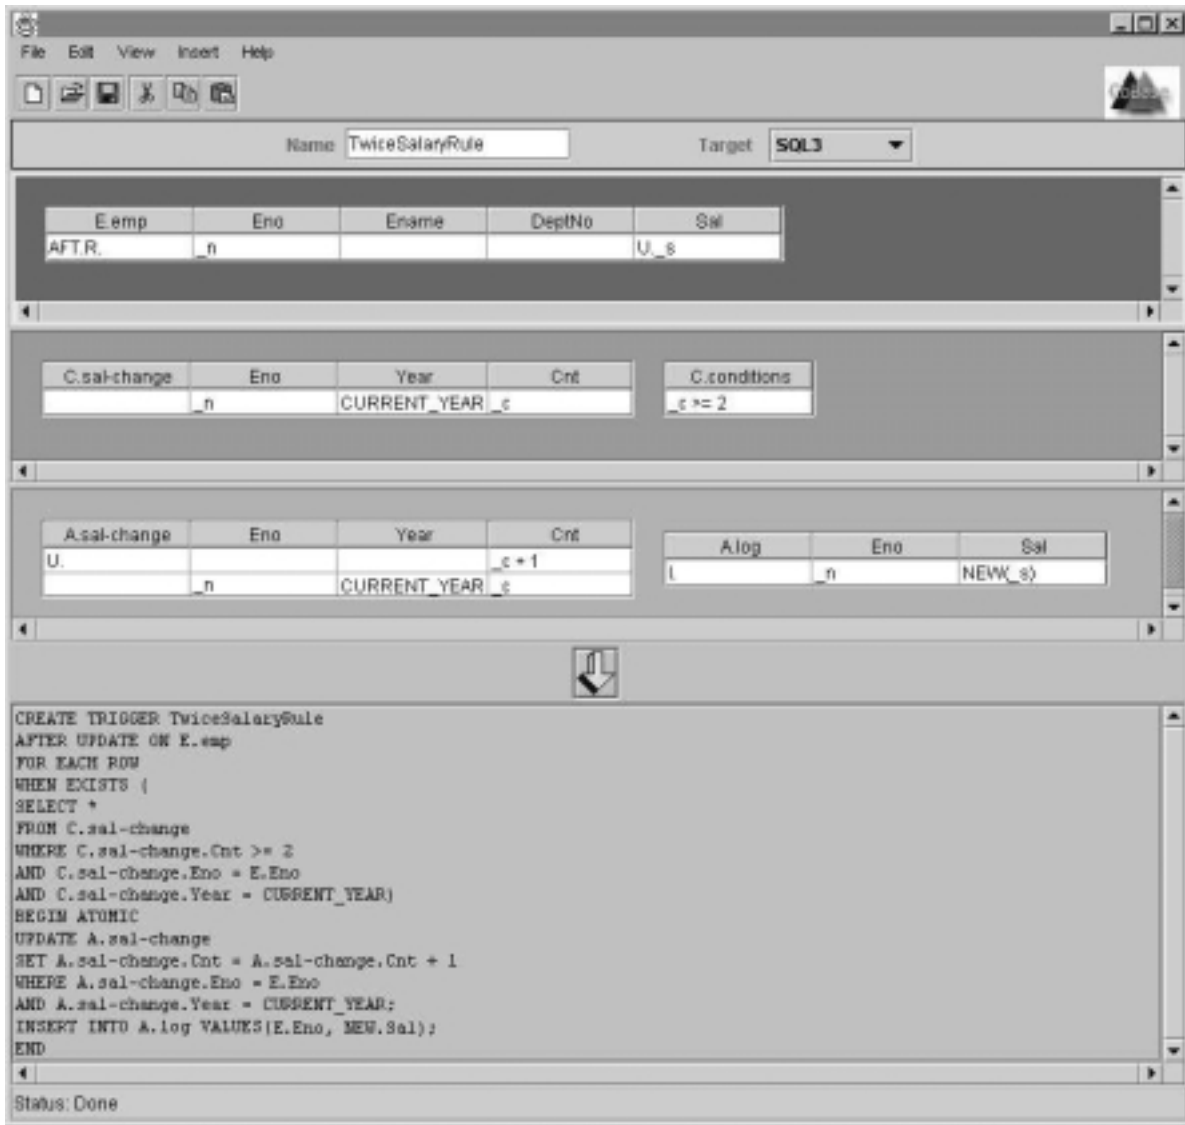 File Edit View Insert Help
CoBase
Name TwiceSalaryRule Target SQL3
E.emp Eno Ename DeptNo Sal
AFT.R. _n U._s
C.sal-change Eno Year Cnt C.conditions
_n CURRENT_YEAR _c _c >= 2
A.sal-change Eno Year Cnt A.log Eno Sal
U. _c + 1 I. _n NEW(_s)
_n CURRENT_YEAR _c
CREATE TRIGGER TwiceSalaryRule
AFTER UPDATE ON E.emp
FOR EACH ROW
WHEN EXISTS (
SELECT *
FROM C.sal-change
WHERE C.sal-change.Cnt >= 2
AND C.sal-change.Eno = E.Eno
AND C.sal-change.Year = CURRENT_YEAR)
BEGIN ATOMIC
UPDATE A.sal-change
SET A.sal-change.Cnt = A.sal-change.Cnt + 1
WHERE A.sal-change.Eno = E.Eno
AND A.sal-change.Year = CURRENT_YEAR;
INSERT INTO A.log VALUES(E.Eno, NEW.Sal);
END
Status: Done